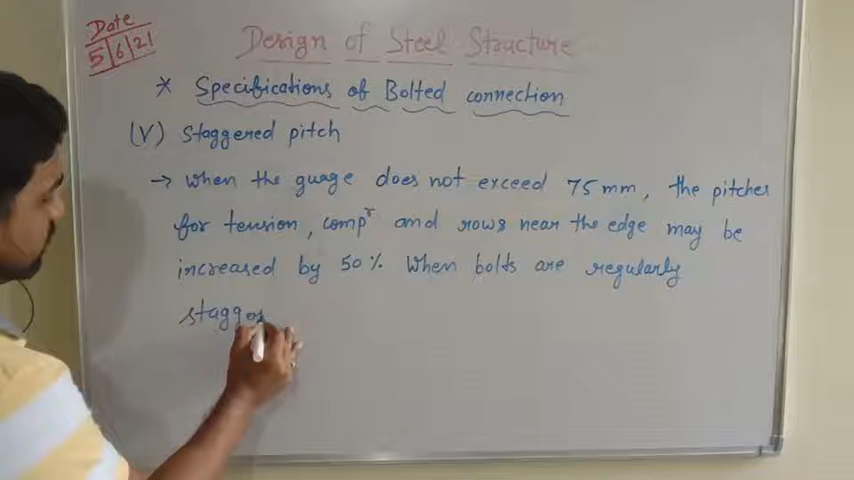 Date
5/6/21
Design of Steel Structure
* Specifications of Bolted connection
(V) Staggered pitch
→ When the guage does not exceed 75mm, the pitches
for tension, compʳ and rows near the edge may be
increased by 50% When bolts are regularly
stagge